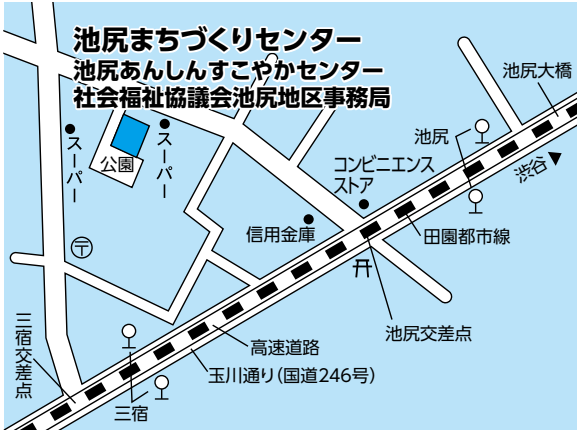 池尻まちづくりセンター
池尻あんしんすこやかセンター
社会福祉協議会池尻地区事務局
池尻大橋
池尻
渋谷
スーパー
スーパー
公園
コンビニエンス
ストア
信用金庫
田園都市線
池尻交差点
高速道路
玉川通り(国道246号)
三宿交差点
三宿